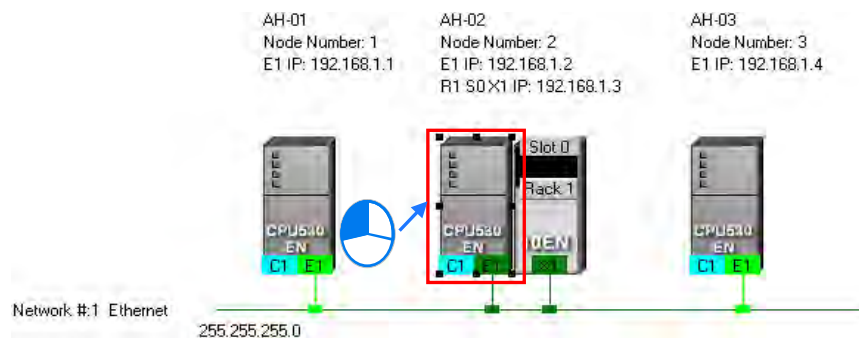 AH-01
Node Number: 1
E1 IP: 192.168.1.1
AH-02
Node Number: 2
E1 IP: 192.168.1.2
R1 S0 X1 IP: 192.168.1.3
AH-03
Node Number: 3
E1 IP: 192.168.1.4
CPU530
EN
C1 E1
CPU530
EN
C1 E1
Slot 0
Rack 1
10EN
X1
CPU530
EN
C1 E1
Network #:1 Ethernet
255.255.255.0